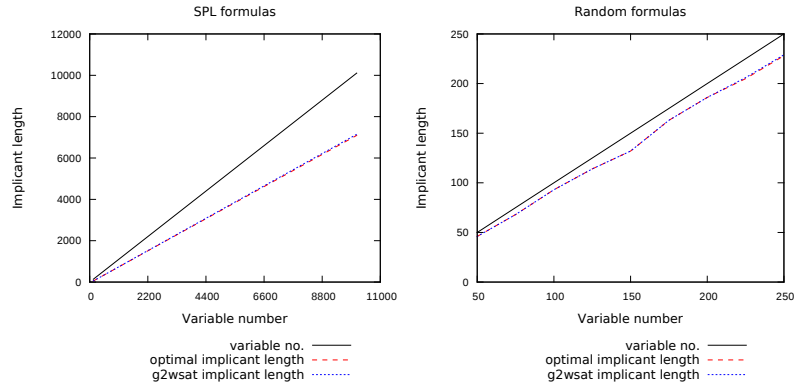 SPL formulas
12000
10000
8000
6000
4000
2000
0
Implicant length
0 2200 4400 6600 8800 11000
Variable number
variable no.
optimal implicant length
g2wsat implicant length
Random formulas
250
200
150
100
50
0
Implicant length
50 100 150 200 250
Variable number
variable no.
optimal implicant length
g2wsat implicant length